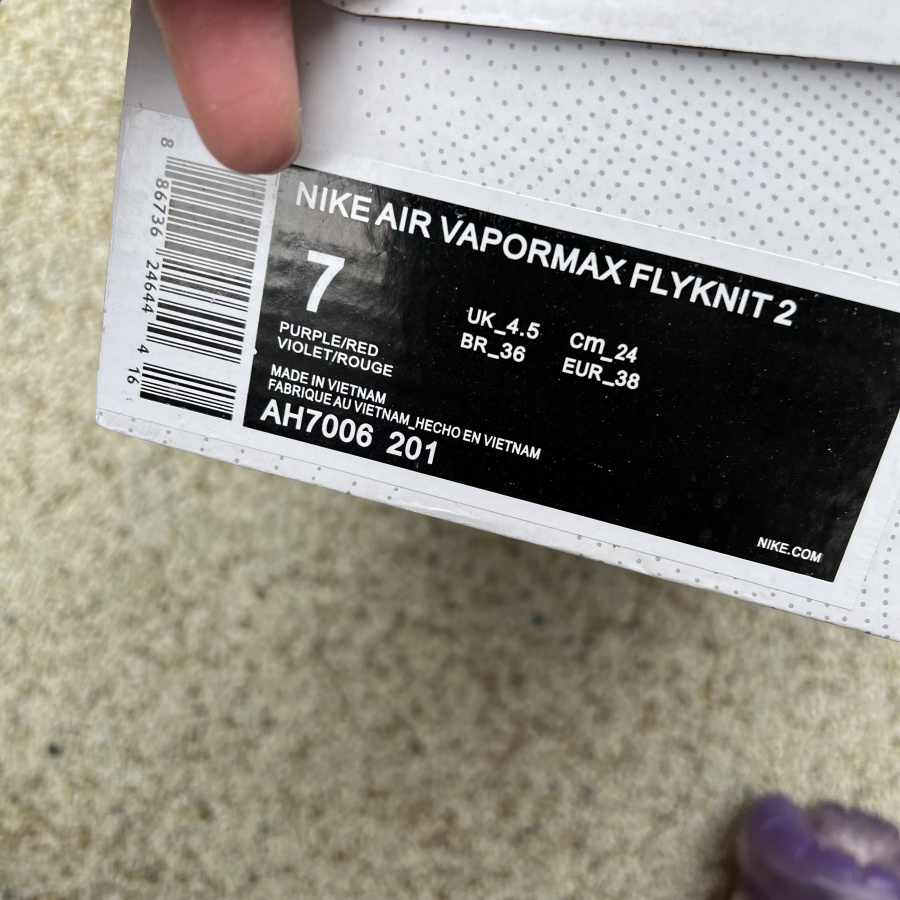 NIKE AIR VAPORMAX FLYKNIT 2
7
UK_4.5 cm_24
BR_36 EUR_38
PURPLE/RED
VIOLET/ROUGE
MADE IN VIETNAM
FABRIQUE AU VIETNAM_HECHO EN VIETNAM
AH7006 201
NIKE.COM
8 86736 24644 4 16